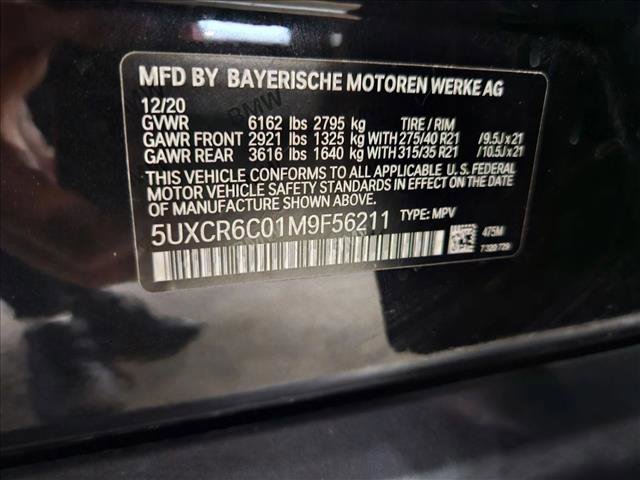 MFD BY BAYERISCHE MOTOREN WERKE AG
12/20
GVWR 6162 lbs 2795 kg TIRE / RIM
GAWR FRONT 2921 lbs 1325 kg WITH 275/40 R21 /9.5J x 21
GAWR REAR 3616 lbs 1640 kg WITH 315/35 R21 /10.5J x 21
THIS VEHICLE CONFORMS TO ALL APPLICABLE U.S. FEDERAL
MOTOR VEHICLE SAFETY STANDARDS IN EFFECT ON THE DATE
OF MANUFACTURE SHOWN ABOVE.
5UXCR6C01M9F56211 TYPE: MPV
475M
7 320 729